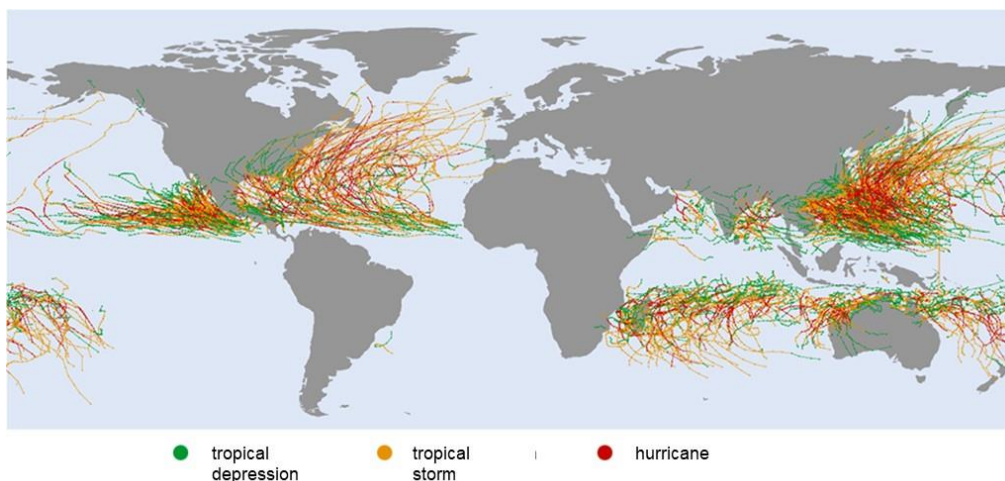 tropical
depression
tropical
storm
hurricane